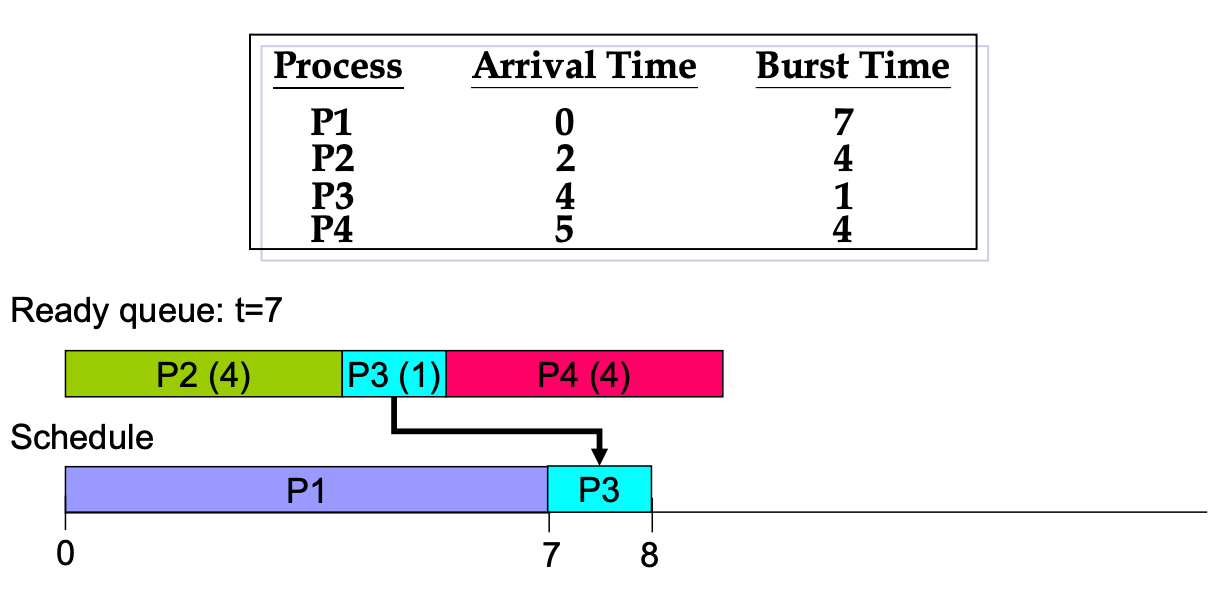 Process Arrival Time Burst Time
P1 0 7
P2 2 4
P3 4 1
P4 5 4
Ready queue: t=7
P2 (4) P3 (1) P4 (4)
Schedule
P1 P3
0 7 8